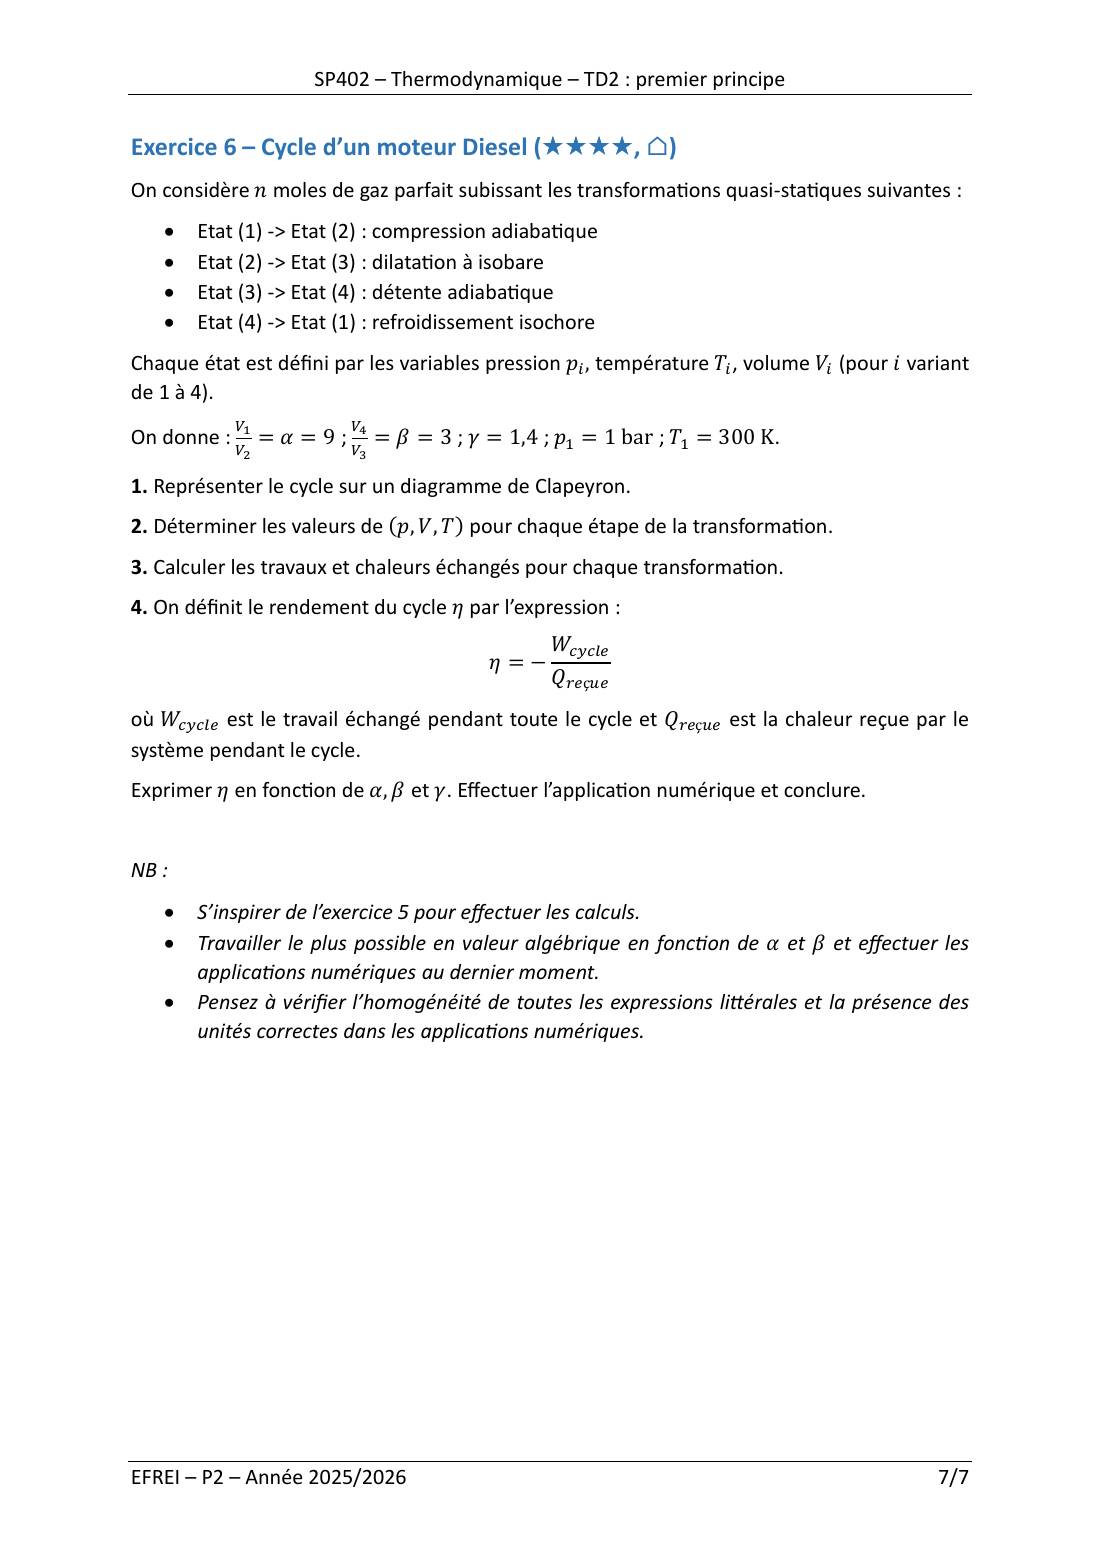 SP402 – Thermodynamique – TD2 : premier principe
Exercice 6 – Cycle d’un moteur Diesel (★★★★, ⌂)
On considère n moles de gaz parfait subissant les transformations quasi-statiques suivantes :
• Etat (1) -> Etat (2) : compression adiabatique
• Etat (2) -> Etat (3) : dilatation à isobare
• Etat (3) -> Etat (4) : détente adiabatique
• Etat (4) -> Etat (1) : refroidissement isochore
Chaque état est défini par les variables pression p_i, température T_i, volume V_i (pour i variant
de 1 à 4).
On donne : V_1/V_2 = α = 9 ; V_4/V_3 = β = 3 ; γ = 1,4 ; p_1 = 1 bar ; T_1 = 300 K.
1. Représenter le cycle sur un diagramme de Clapeyron.
2. Déterminer les valeurs de (p, V, T) pour chaque étape de la transformation.
3. Calculer les travaux et chaleurs échangés pour chaque transformation.
4. On définit le rendement du cycle η par l’expression :
η = − W_cycle / Q_reçue
où W_cycle est le travail échangé pendant toute le cycle et Q_reçue est la chaleur reçue par le
système pendant le cycle.
Exprimer η en fonction de α, β et γ. Effectuer l’application numérique et conclure.
NB :
• S’inspirer de l’exercice 5 pour effectuer les calculs.
• Travailler le plus possible en valeur algébrique en fonction de α et β et effectuer les
applications numériques au dernier moment.
• Pensez à vérifier l’homogénéité de toutes les expressions littérales et la présence des
unités correctes dans les applications numériques.
EFREI – P2 – Année 2025/2026 7/7